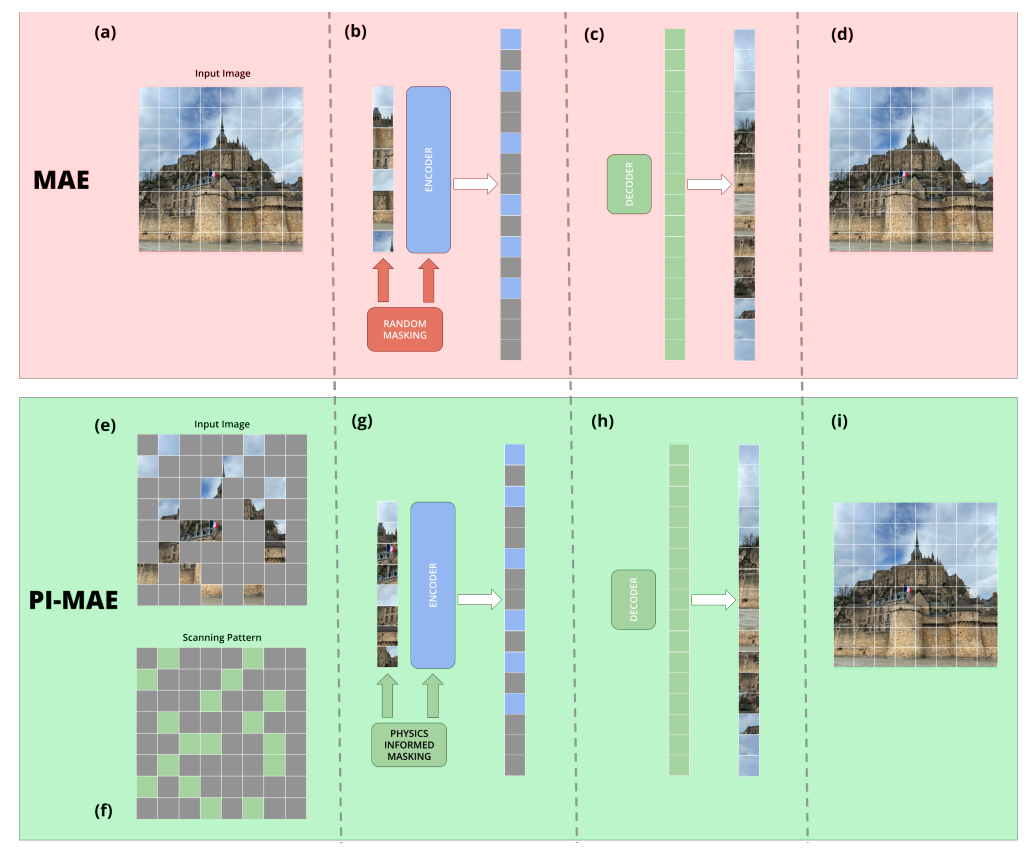 (a)
(b)
(c)
(d)
Input Image
MAE
ENCODER
DECODER
RANDOM
MASKING
(e)
(g)
(h)
(i)
Input Image
PI-MAE
ENCODER
DECODER
Scanning Pattern
PHYSICS
INFORMED
MASKING
(f)